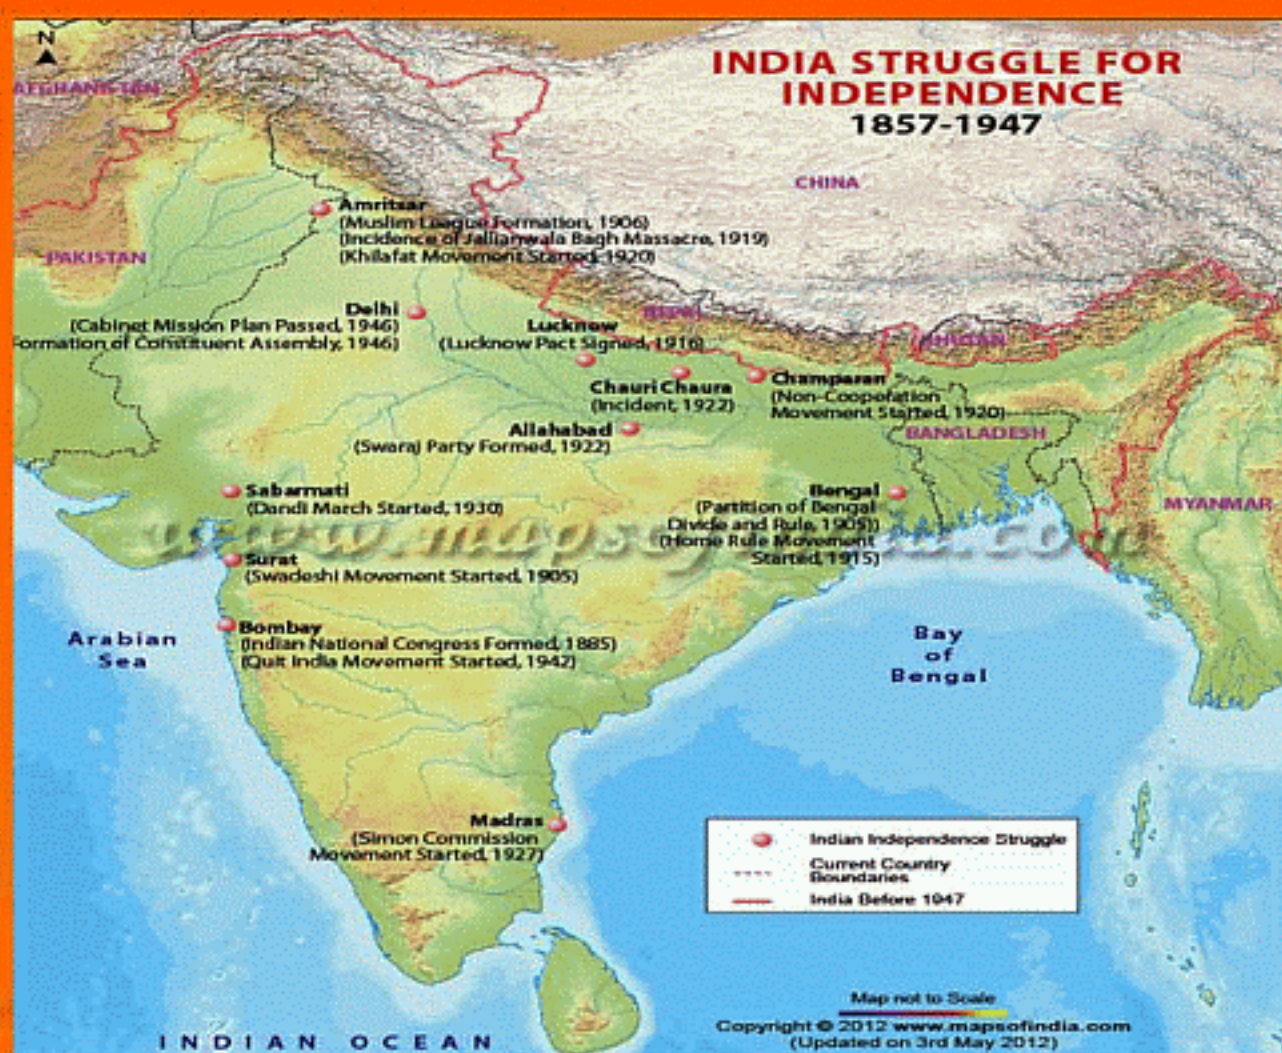 N
INDIA STRUGGLE FOR
INDEPENDENCE
1857-1947
AFGHANISTAN
CHINA
Amritsar
(Muslim League Formation, 1906)
(Incidence of Jallianwala Bagh Massacre, 1919)
(Khilafat Movement Started, 1920)
PAKISTAN
Delhi
(Cabinet Mission Plan Passed, 1946)
Formation of Constituent Assembly, 1946)
NEPAL
Lucknow
(Lucknow Pact Signed, 1916)
BHUTAN
Chauri Chaura
(Incident, 1922)
Champaran
(Non-Coopefation
Movement Started, 1920)
Allahabad
(Swaraj Party Formed, 1922)
BANGLADESH
Sabarmati
(Dandi March Started, 1930)
Bengal
(Partition of Bengal
Divide and Rule, 1905))
(Home Rule Movement
Started, 1915)
MYANMAR
www.mapsofindia.com
Surat
(Swadeshi Movement Started, 1905)
Bombay
(Indian National Congress Formed, 1885)
(Quit India Movement Started, 1942)
Arabian
Sea
Bay
of
Bengal
Madras
(Simon Commission
Movement Started, 1927)
Indian Independence Struggle
Current Country
Boundaries
India Before 1947
Map not to Scale
Copyright © 2012 www.mapsofindia.com
(Updated on 3rd May 2012)
INDIAN OCEAN